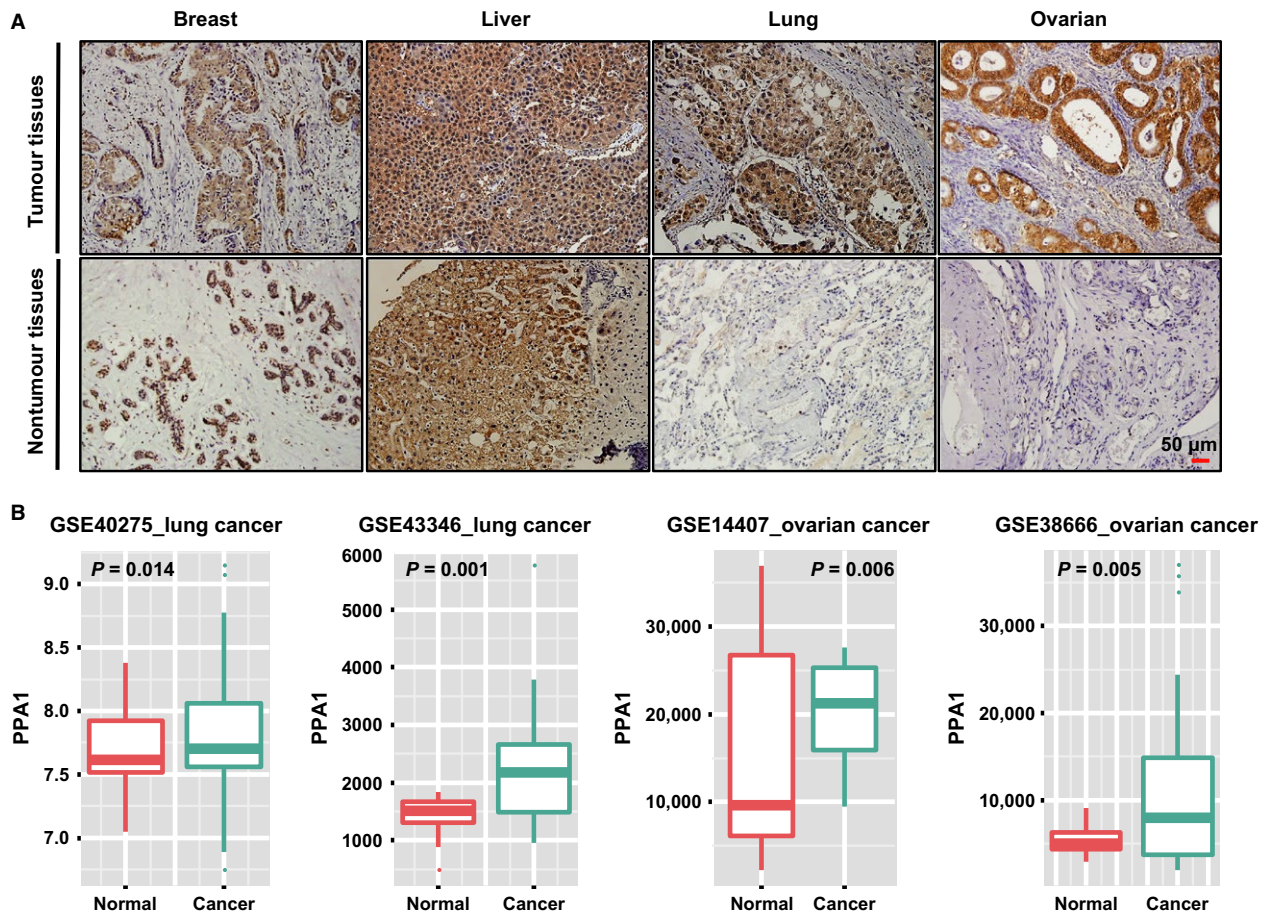 A
Breast
Liver
Lung
Ovarian
Tumour tissues
Nontumour tissues
50 µm
B
GSE40275_lung cancer
P = 0.014
PPA1
9.0
8.5
8.0
7.5
7.0
Normal
Cancer
GSE43346_lung cancer
P = 0.001
PPA1
6000
5000
4000
3000
2000
1000
Normal
Cancer
GSE14407_ovarian cancer
P = 0.006
PPA1
30,000
20,000
10,000
Normal
Cancer
GSE38666_ovarian cancer
P = 0.005
PPA1
30,000
20,000
10,000
Normal
Cancer